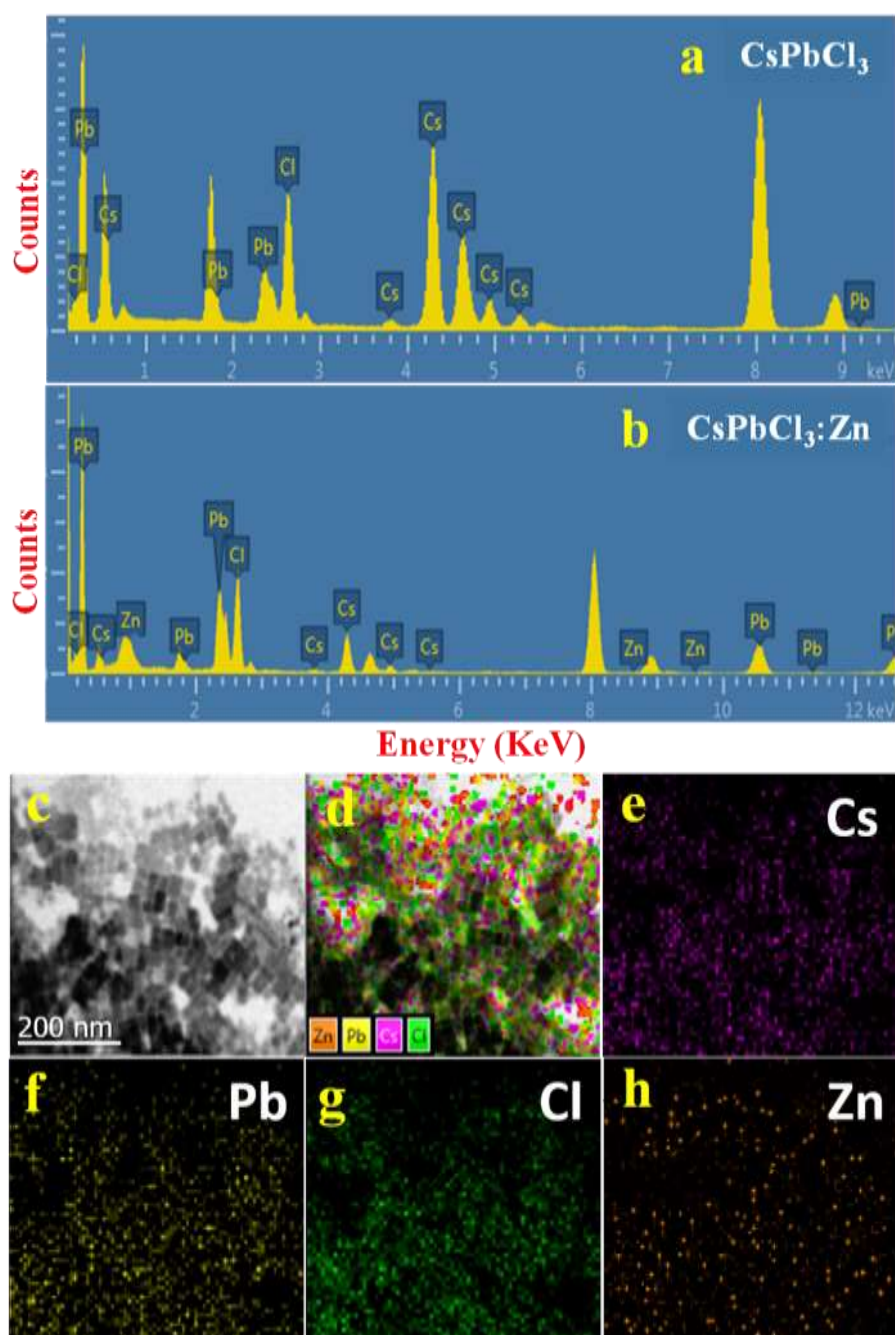 a CsPbCl₃
Counts
Pb
Cs
Cl
Cs
Pb
Cl
Pb
Cs
Cs
Cs
Cs
Pb
1 2 3 4 5 6 7 8 9 keV
b CsPbCl₃:Zn
Counts
Pb
Pb
Cl
Cl
Cs
Zn
Pb
Cs
Cs
Cs
Cs
Zn
Zn
Pb
Pb
P
2 4 6 8 10 12 keV
Energy (KeV)
c
200 nm
d
Zn Pb Cs Cl
e Cs
f Pb
g Cl
h Zn